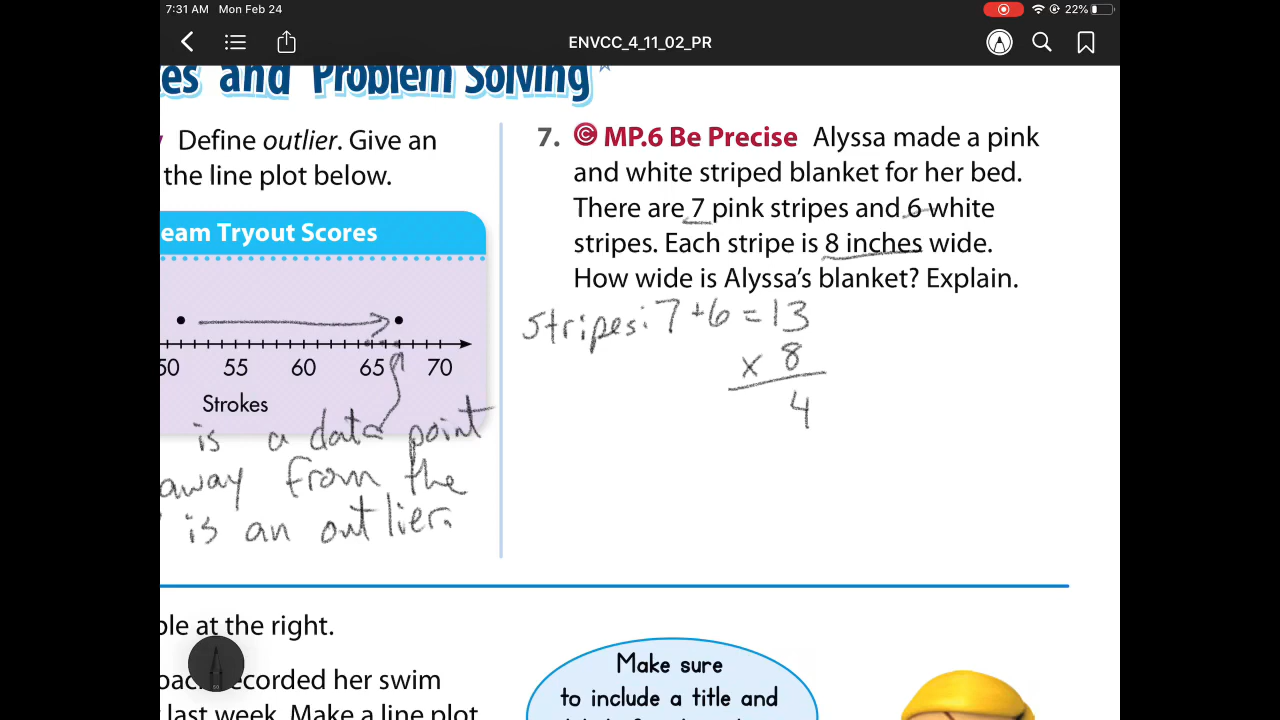 7:31 AM Mon Feb 24
22%
ENVCC_4_11_02_PR
es and Problem Solving
Define outlier. Give an
the line plot below.
eam Tryout Scores
50 55 60 65 70
Strokes
is a data point
away from the
is an outlier.
7. © MP.6 Be Precise Alyssa made a pink
and white striped blanket for her bed.
There are 7 pink stripes and 6 white
stripes. Each stripe is 8 inches wide.
How wide is Alyssa's blanket? Explain.
Stripes: 7 + 6 = 13
x 8
4
ble at the right.
oach recorded her swim
last week. Make a line plot
50
Make sure
to include a title and